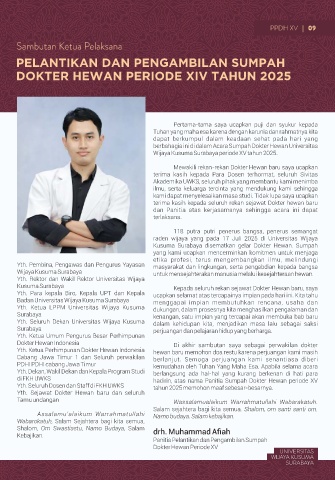 PPDH XV | 09
Sambutan Ketua Pelaksana
PELANTIKAN DAN PENGAMBILAN SUMPAH
DOKTER HEWAN PERIODE XIV TAHUN 2025
Yth. Pembina, Pengawas dan Pengurus Yayasan
Wijaya Kusuma Surabaya
Yth. Rektor dan Wakil Rektor Universitas Wijaya
Kusuma Surabaya
Yth. Para kepala Biro, Kepala UPT dan Kepala
Badan Universitas Wijaya Kusuma Surabaya
Yth. Ketua LPPM Universitas Wijaya Kusuma
Surabaya
Yth. Seluruh Dekan Universitas Wijaya Kusuma
Surabaya
Yth. Ketua Umum Pengurus Besar Perhimpunan
Dokter Hewan Indonesia
Yth. Ketua Perhimpunan Dokter Hewan Indonesia
Cabang Jawa Timur I dan Seluruh perwakilan
PDHI PDHI cabang Jawa Timur
Yth. Dekan, Wakil Dekan dan Kepala Program Studi
di FKH UWKS
Yth. Seluruh Dosen dan Staff di FKH UWKS
Yth. Sejawat Dokter Hewan baru dan seluruh
Tamu undangan
Assalamu'alaikum Warrahmatullahi
Wabarokatuh, Salam Sejahtera bagi kita semua,
Shalom, Om Swastiastu, Namo Budaya, Salam
Kebajikan.
Pertama-tama saya ucapkan puji dan syukur kepada
Tuhan yang maha esa karena dengan karunia dan rahmatnya kita
dapat berkumpul dalam keadaan sehat pada hari yang
berbahagia ini di dalam Acara Sumpah Dokter Hewan Universitas
Wijaya Kusuma Surabaya periode XV tahun 2025.
Mewakili rekan-rekan Dokter Hewan baru saya ucapkan
terima kasih kepada Para Dosen terhormat, seluruh Sivitas
Akademika UWKS, seluruh pihak yang membantu kami menimba
ilmu, serta keluarga tercinta yang mendukung kami sehingga
kami dapat menyelesaikan masa studi. Tidak lupa saya ucapkan
terima kasih kepada seluruh rekan sejawat Dokter hewan baru
dan Panitia atas kerjasamanya sehingga acara ini dapat
terlaksana.
118 putra putri penerus bangsa, penerus semangat
raden wijaya yang pada 17 Juli 2025 di Universitas Wijaya
Kusuma Surabaya disematkan gelar Dokter Hewan. Sumpah
yang kami ucapkan mencerminkan komitmen untuk menjaga
etika profesi, terus mengembangkan ilmu, melindungi
masyarakat dan lingkungan, serta pengabdian kepada bangsa
untuk mensejahterakan manusia melalui kesejahteraan hewan.
Kepada seluruh rekan sejawat Dokter Hewan baru, saya
ucapkan selamat atas tercapainya impian pada hari ini. Kita tahu
menggapai impian membutuhkan rencana, usaha dan
dukungan, dalam prosesnya kita menghasilkan pengalaman dan
kenangan, satu impian yang tercapai akan membuka bab baru
dalam kehidupan kita, menjadikan masa lalu sebagai saksi
perjuangan dan pelajaran hidup yang berharga.
Di akhir sambutan saya sebagai perwakilan dokter
hewan baru memohon doa restu karena perjuangan kami masih
berlanjut. Semoga perjuangan kami senantiasa diberi
kemudahan oleh Tuhan Yang Maha Esa. Apabila selama acara
berlangsung ada hal-hal yang kurang berkenan di hati para
hadirin, atas nama Panitia Sumpah Dokter Hewan periode XV
tahun 2025 memohon maaf sebesar-besarnya.
Wassalamualaikum Warrahmatullahi Wabarakatuh.
Salam sejahtera bagi kita semua, Shalom, om santi santi om,
Namo budaya, Salam kebajikan.
drh. Muhammad Afiah
Panitia Pelantikan dan Pengambilan Sumpah
Dokter Hewan Periode XV
UNIVERSITAS
WIJAYA KUSUMA
SURABAYA